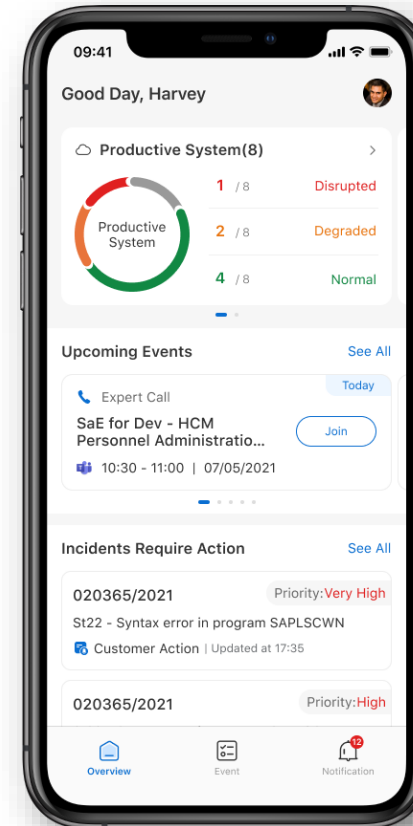 09:41
Good Day, Harvey
Productive System(8)
Productive
System
1 / 8 Disrupted
2 / 8 Degraded
4 / 8 Normal
Upcoming Events See All
Today
Expert Call
SaE for Dev - HCM
Personnel Administratio...
Join
10:30 - 11:00 | 07/05/2021
Incidents Require Action See All
020365/2021 Priority:Very High
St22 - Syntax error in program SAPLSCWN
Customer Action | Updated at 17:35
020365/2021 Priority:High
12
Overview Event Notification